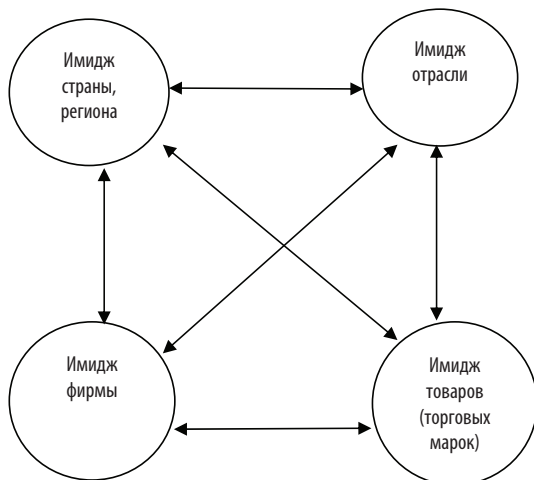 Имидж
страны,
региона
Имидж
отрасли
Имидж
фирмы
Имидж
товаров
(торговых
марок)